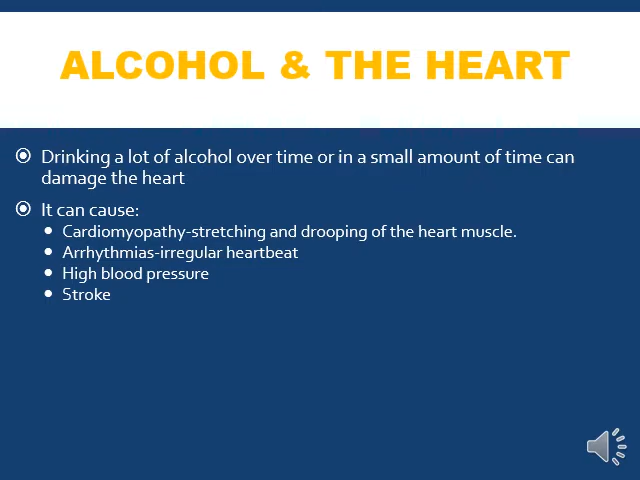 ALCOHOL & THE HEART
Drinking a lot of alcohol over time or in a small amount of time can
damage the heart
It can cause:
Cardiomyopathy-stretching and drooping of the heart muscle.
Arrhythmias-irregular heartbeat
High blood pressure
Stroke